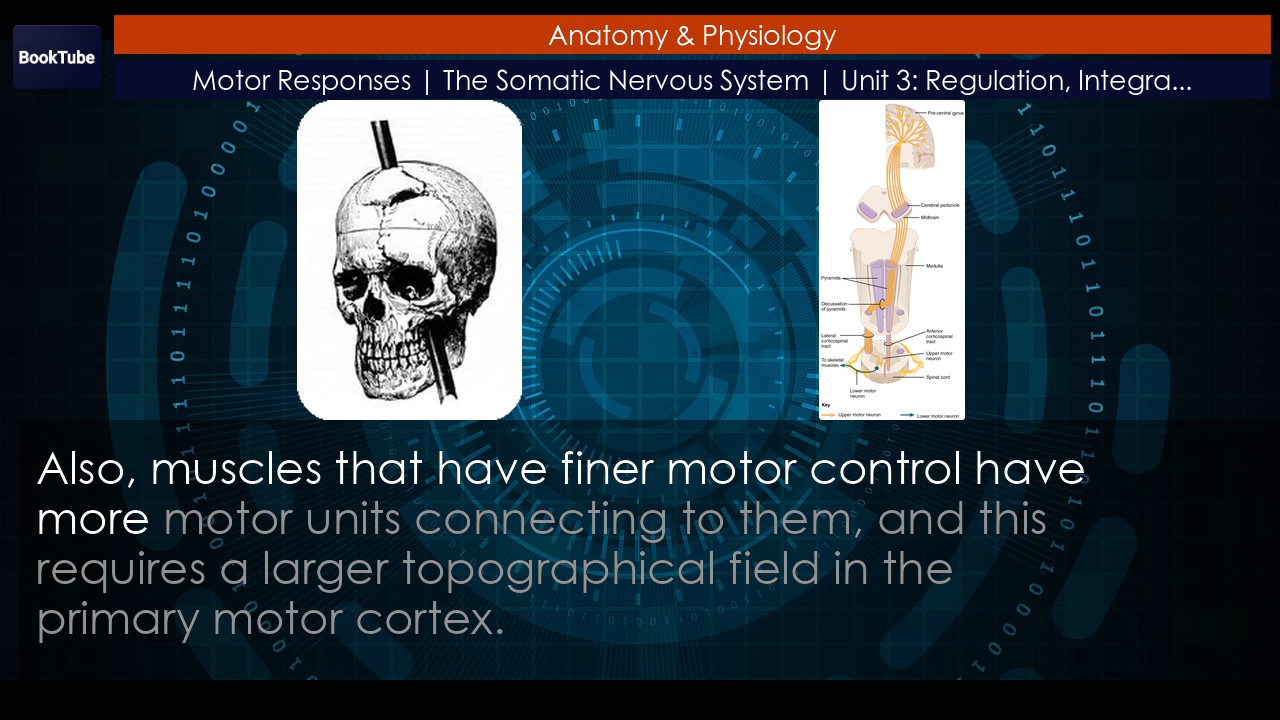 BookTube
Anatomy & Physiology
Motor Responses | The Somatic Nervous System | Unit 3: Regulation, Integra...
Pre-central gyrus
Cerebral peduncle
Midbrain
Medulla
Pyramids
Decussation
of pyramids
Lateral
corticospinal
tract
Anterior
corticospinal
tract
To skeletal
muscles
Upper motor
neuron
Spinal cord
Lower motor
neuron
Key
Upper motor neuron
Lower motor neuron
Also, muscles that have finer motor control have
more motor units connecting to them, and this
requires a larger topographical field in the
primary motor cortex.